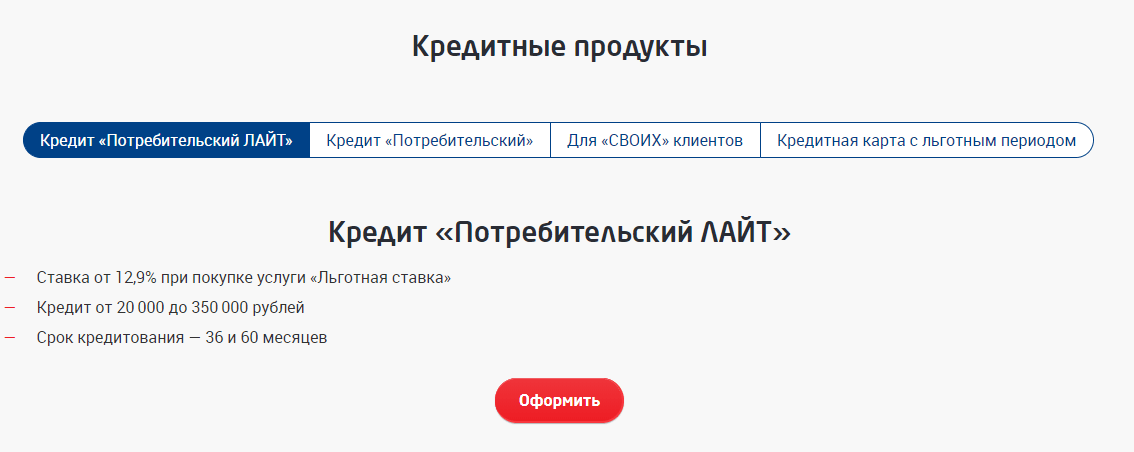 Кредитные продукты
Кредит «Потребительский ЛАЙТ»
Кредит «Потребительский»
Для «СВОИХ» клиентов
Кредитная карта с льготным периодом
Кредит «Потребительский ЛАЙТ»
— Ставка от 12,9% при покупке услуги «Льготная ставка»
— Кредит от 20 000 до 350 000 рублей
— Срок кредитования — 36 и 60 месяцев
Оформить